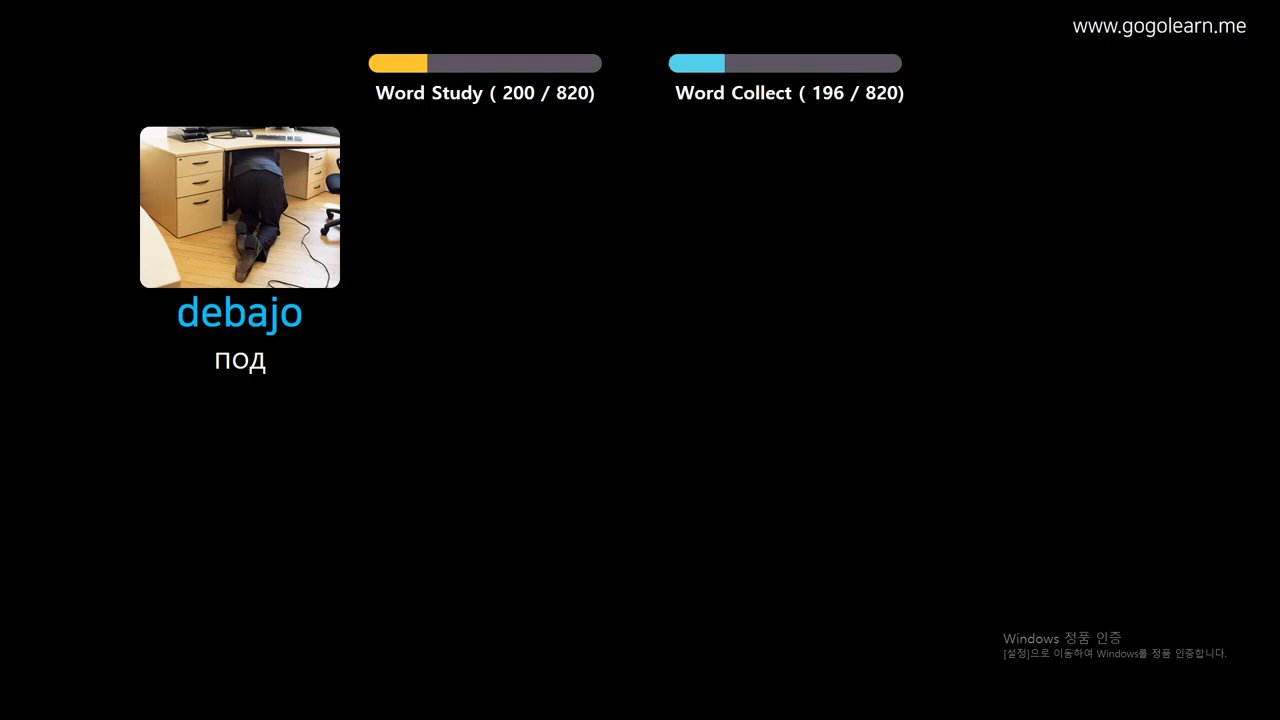 www.gogolearn.me
Word Study ( 200 / 820)
Word Collect ( 196 / 820)
debajo
под
Windows 정품 인증
[설정]으로 이동하여 Windows를 정품 인증합니다.